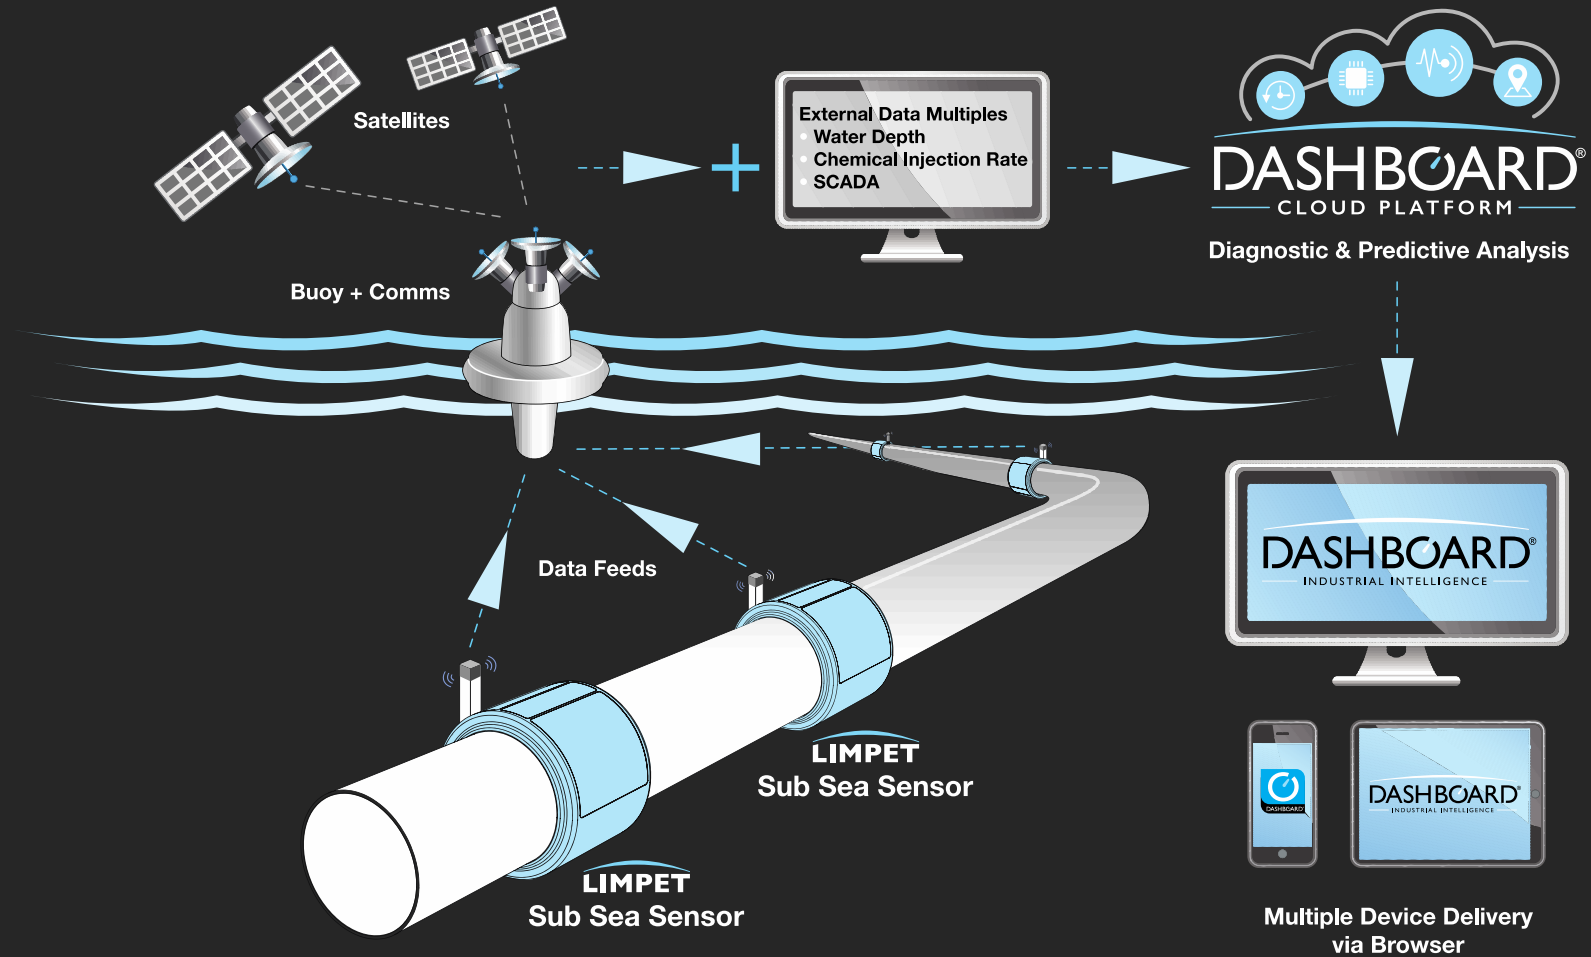 Satellites
External Data Multiples
• Water Depth
• Chemical Injection Rate
• SCADA
DASHBOARD®
CLOUD PLATFORM
Diagnostic & Predictive Analysis
Buoy + Comms
Data Feeds
DASHBOARD®
INDUSTRIAL INTELLIGENCE
LIMPET
Sub Sea Sensor
LIMPET
Sub Sea Sensor
DASHBOARD
DASHBOARD®
INDUSTRIAL INTELLIGENCE
Multiple Device Delivery
via Browser